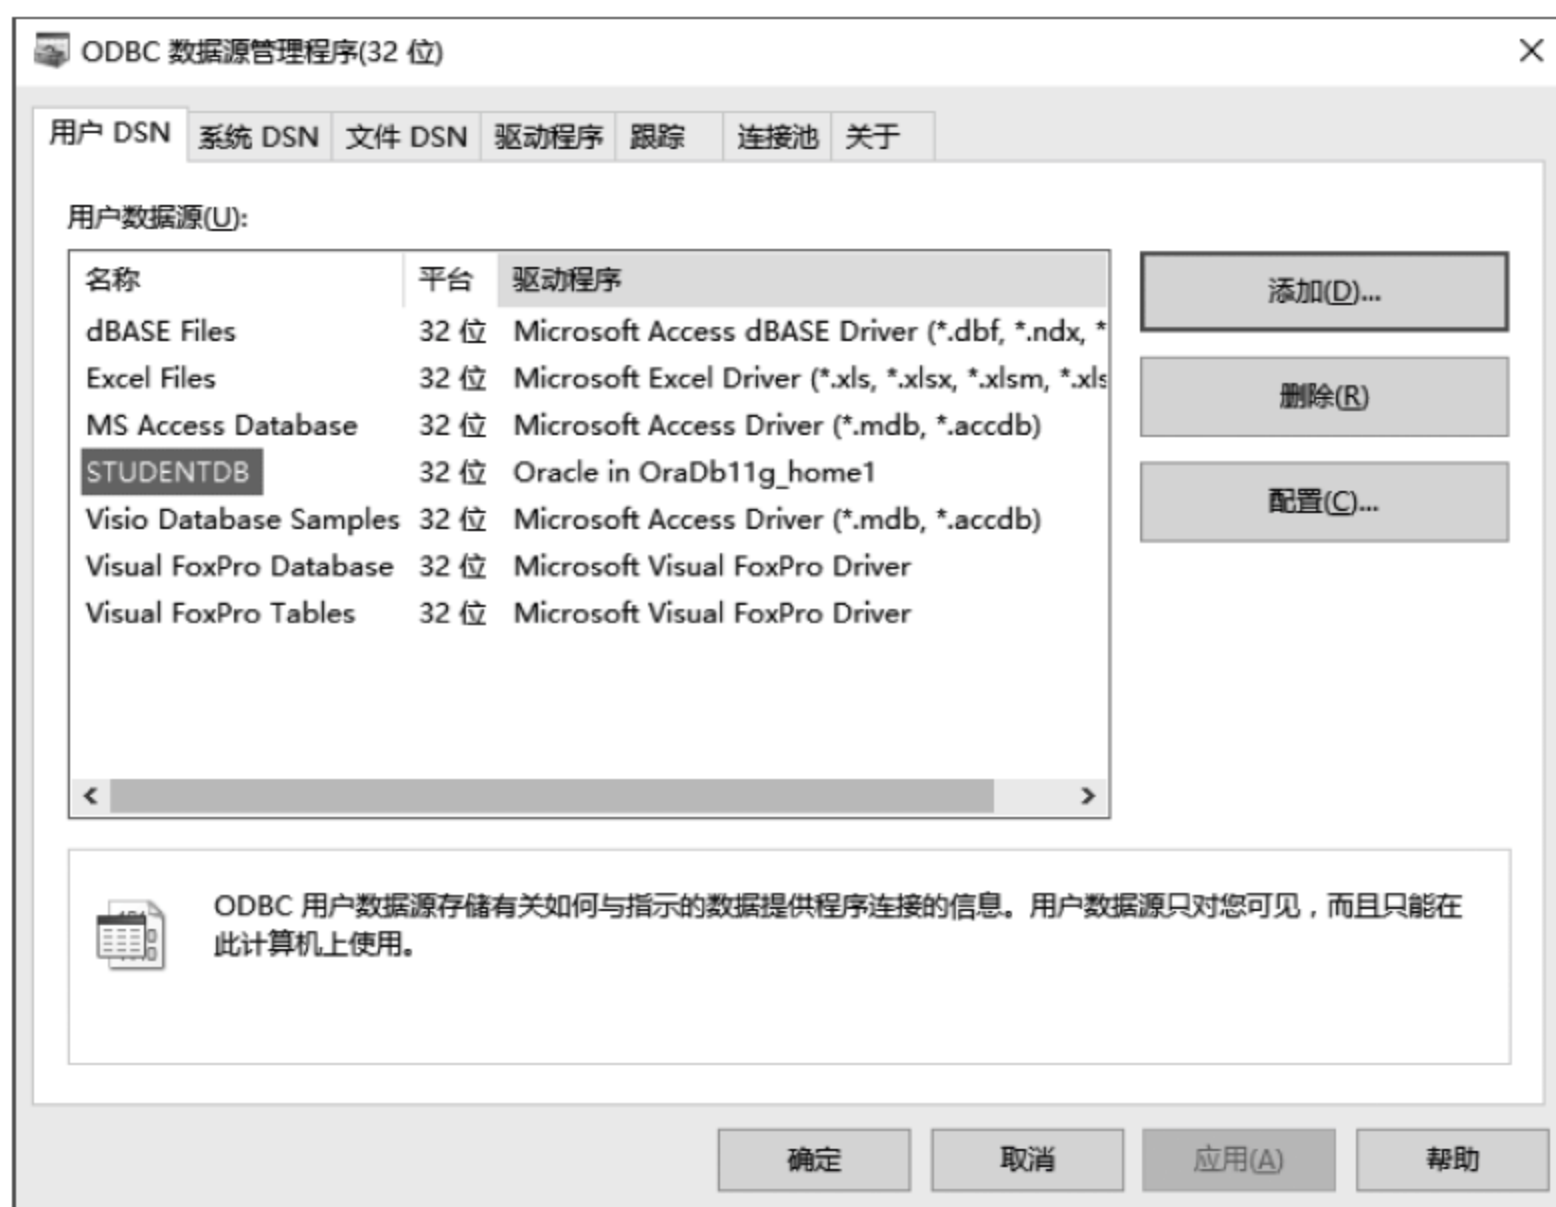 ODBC 数据源管理程序(32 位)
用户 DSN 系统 DSN 文件 DSN 驱动程序 跟踪 连接池 关于
用户数据源(U):
名称 平台 驱动程序
dBASE Files 32 位 Microsoft Access dBASE Driver (*.dbf, *.ndx, *
Excel Files 32 位 Microsoft Excel Driver (*.xls, *.xlsx, *.xlsm, *.xls
MS Access Database 32 位 Microsoft Access Driver (*.mdb, *.accdb)
STUDENTDB 32 位 Oracle in OraDb11g_home1
Visio Database Samples 32 位 Microsoft Access Driver (*.mdb, *.accdb)
Visual FoxPro Database 32 位 Microsoft Visual FoxPro Driver
Visual FoxPro Tables 32 位 Microsoft Visual FoxPro Driver
添加(D)...
删除(R)
配置(C)...
ODBC 用户数据源存储有关如何与指示的数据提供程序连接的信息。用户数据源只对您可见，而且只能在
此计算机上使用。
确定 取消 应用(A) 帮助